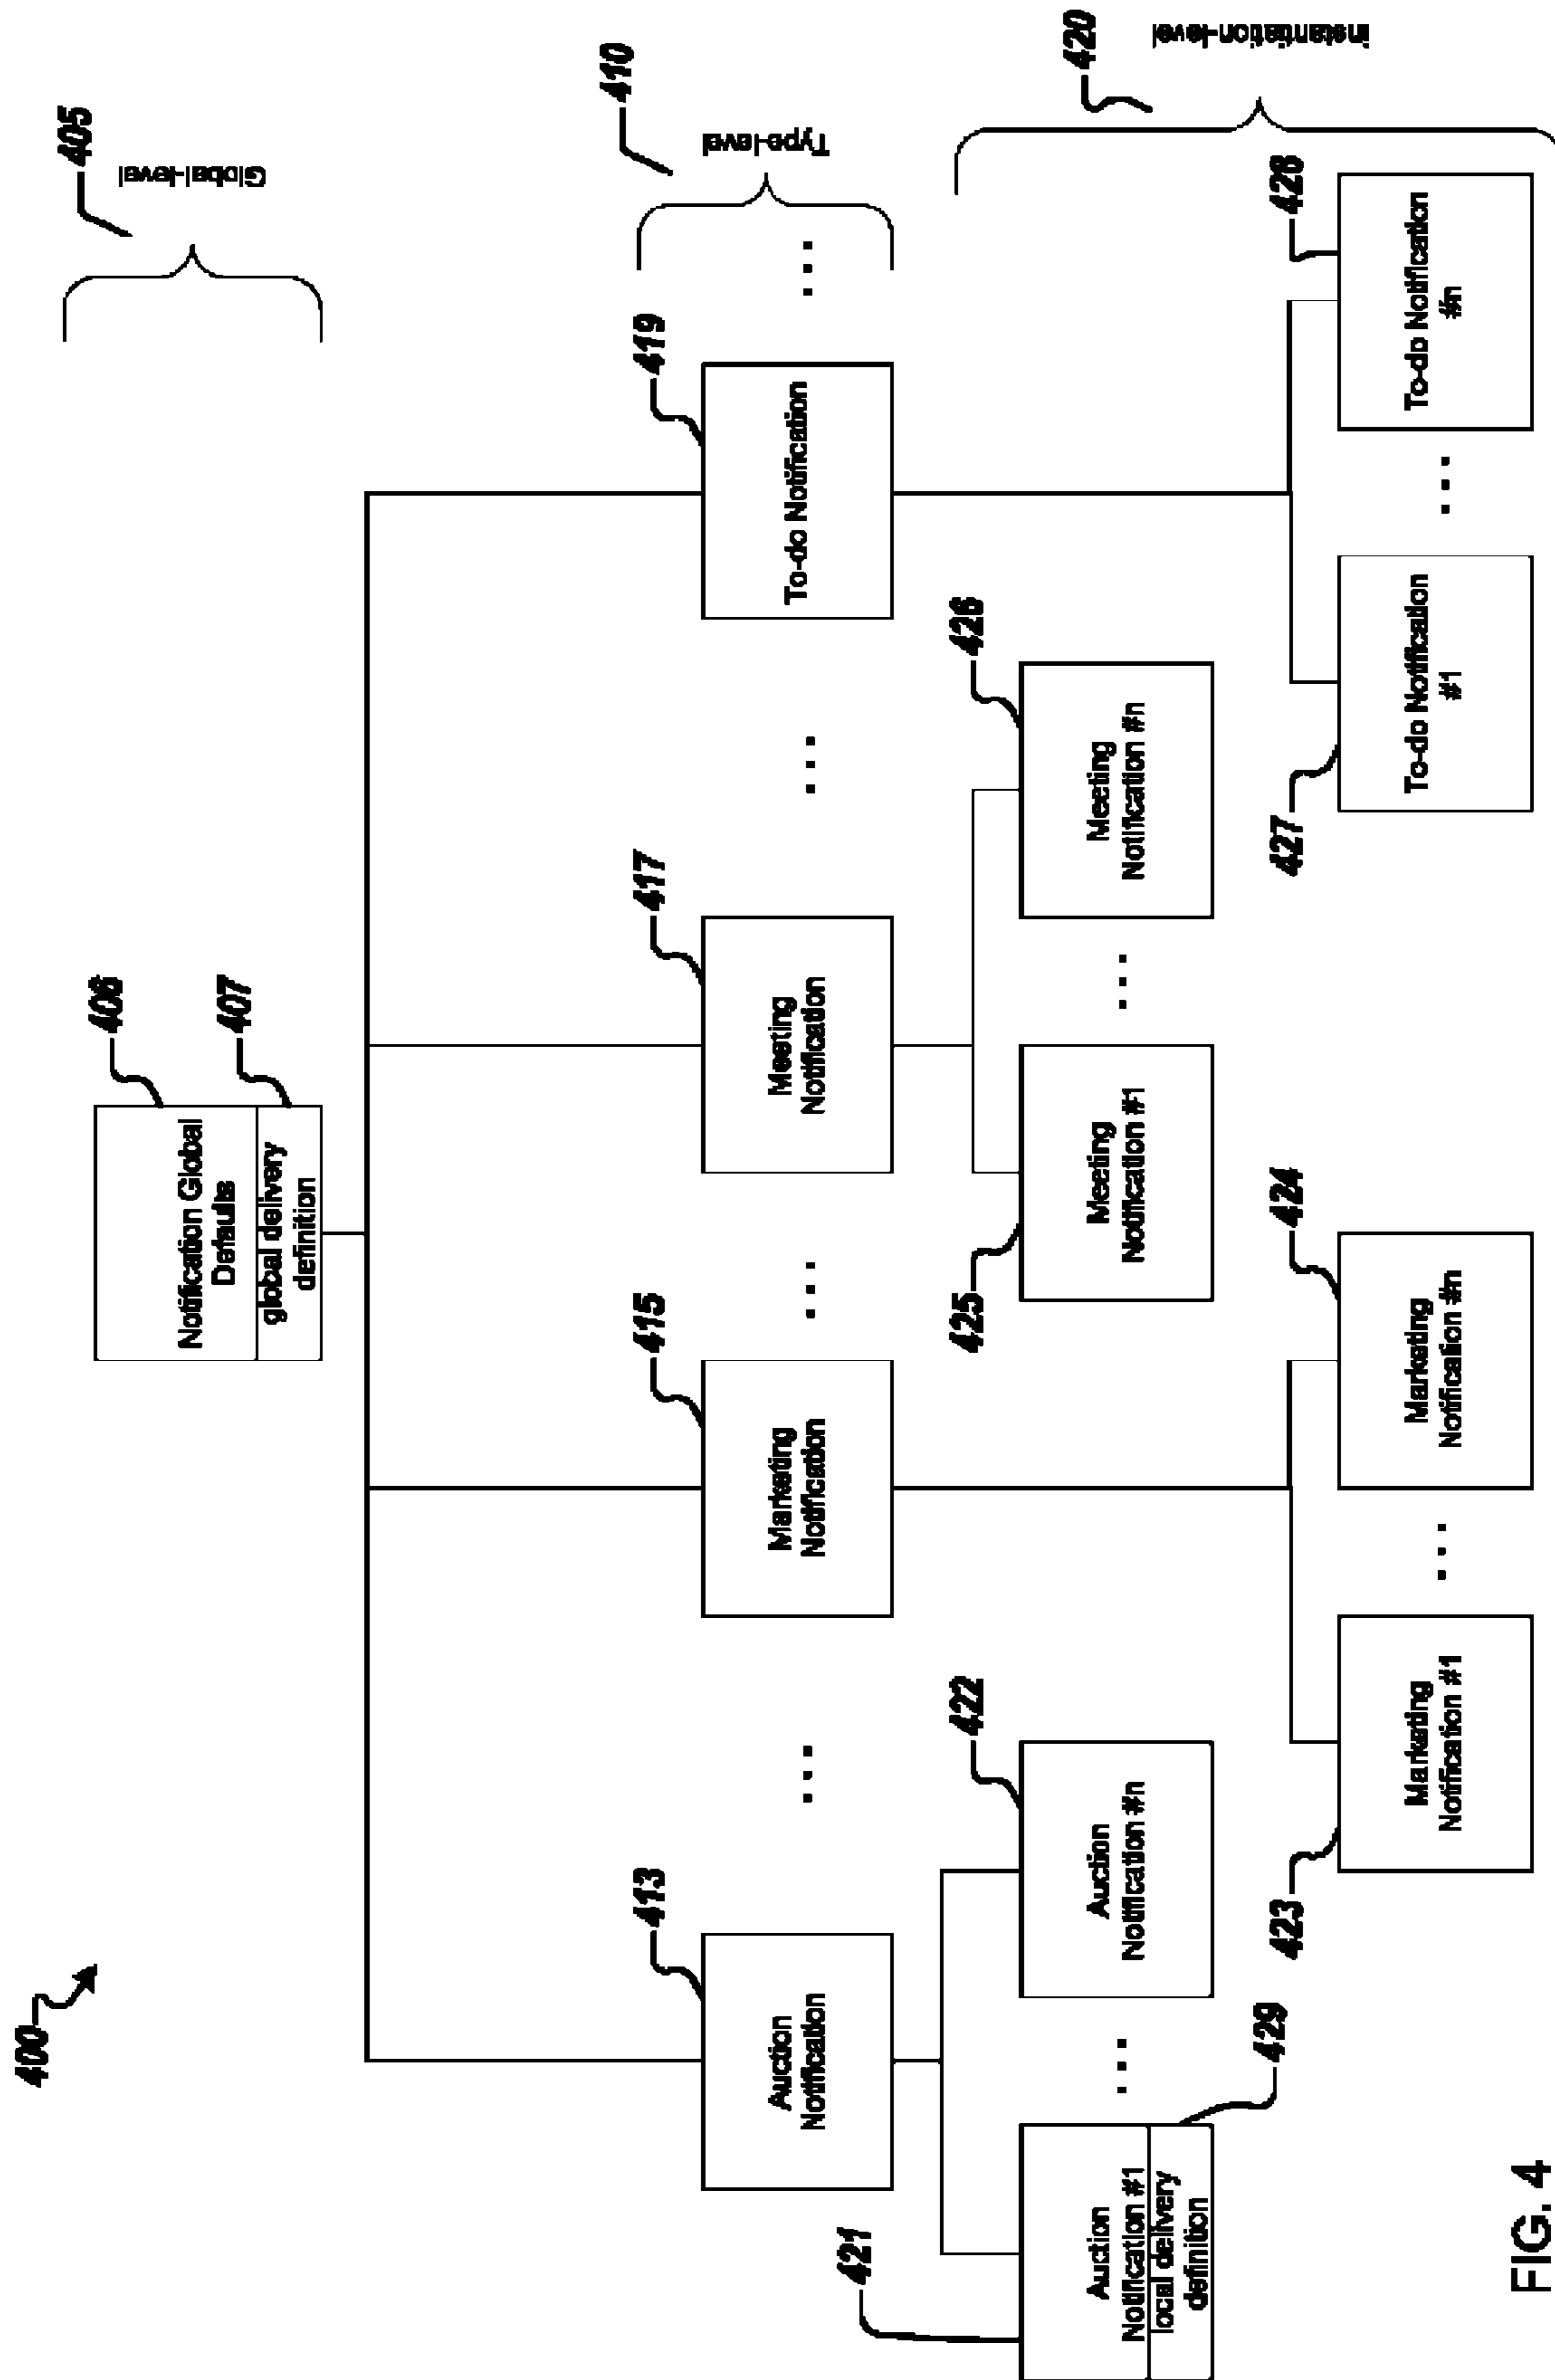 400
405
Global-level
406
407
Notification Global
Defaults
global delivery
definition
410
Type-level
413
415
417
419
Auction
Notification
...
Marketing
Notification
...
Meeting
Notification
...
To-do Notification
...
420
instantiation-level
421
422
425
426
Auction
Notification #1
local delivery
definition
...
Auction
Notification #n
Meeting
Notification #1
...
Meeting
Notification #n
429
423
424
427
428
Marketing
Notification #1
...
Marketing
Notification #n
To-do Notification
#1
...
To-do Notification
#n
FIG. 4